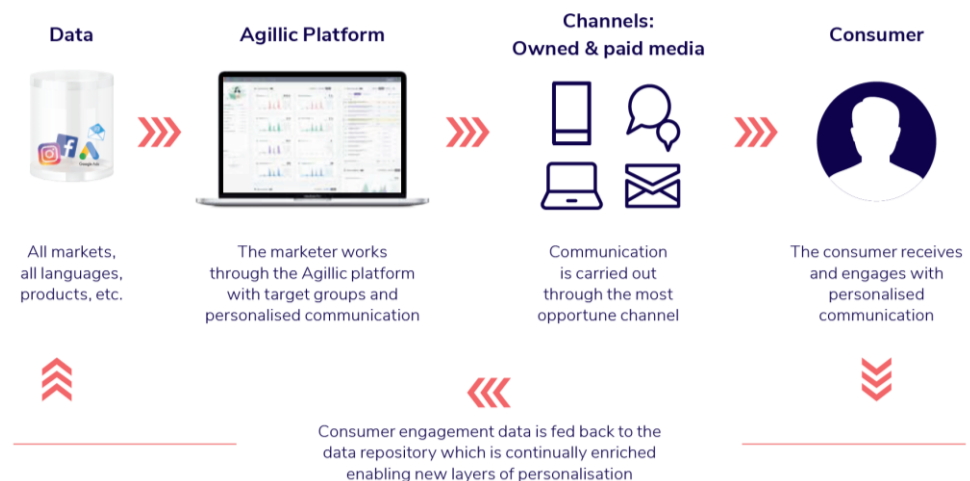 Data
Agillic Platform
Channels:
Owned & paid media
Consumer
All markets,
all languages,
products, etc.
The marketer works
through the Agillic platform
with target groups and
personalised communication
Communication
is carried out
through the most
opportune channel
The consumer receives
and engages with
personalised
communication
Consumer engagement data is fed back to the
data repository which is continually enriched
enabling new layers of personalisation